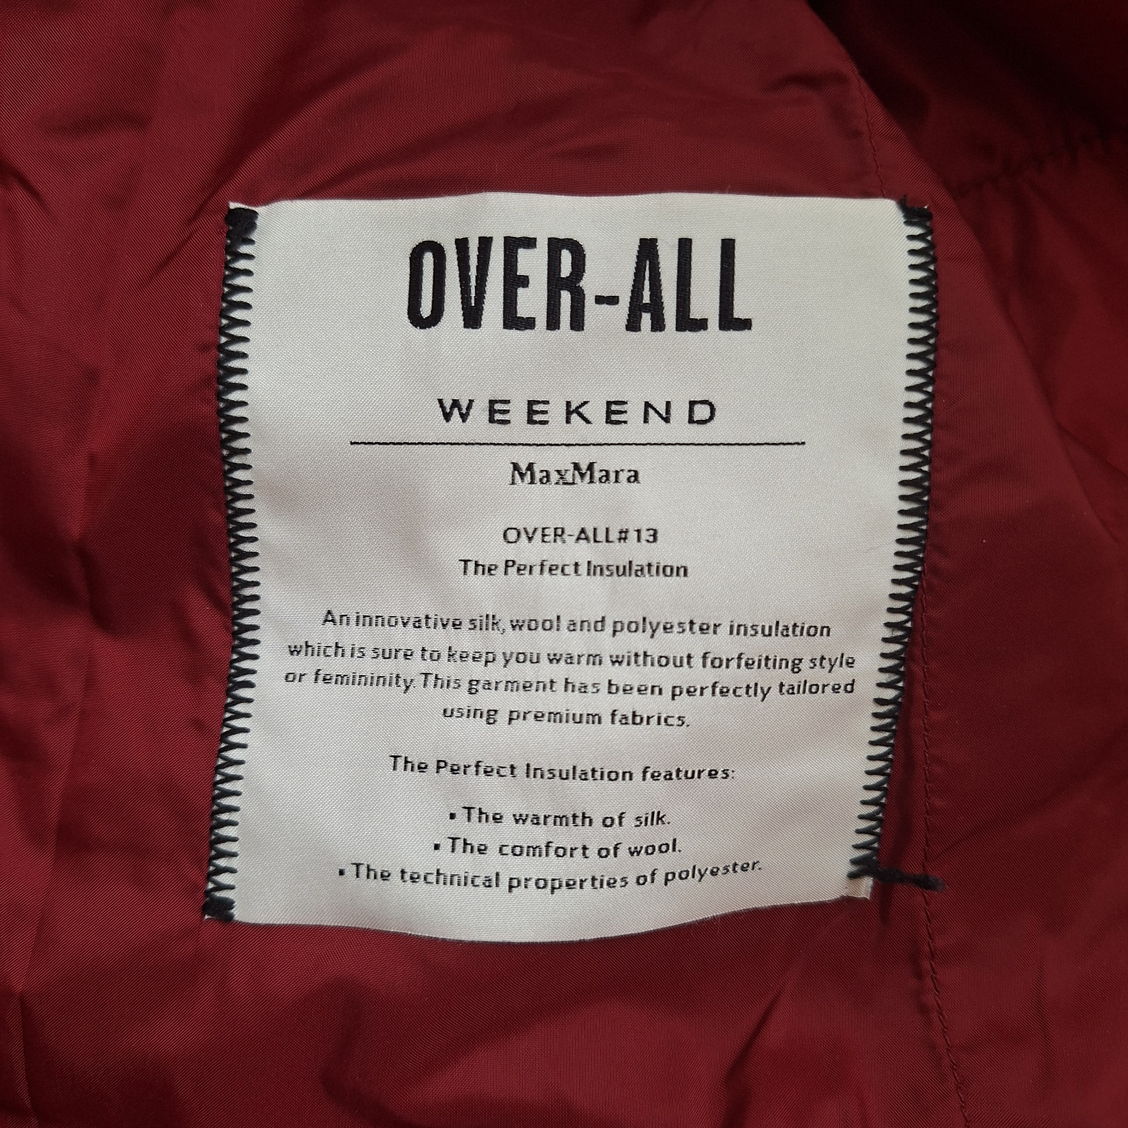 OVER-ALL
WEEKEND
MaxMara
OVER-ALL#13
The Perfect Insulation
An innovative silk, wool and polyester insulation
which is sure to keep you warm without forfeiting style
or femininity. This garment has been perfectly tailored
using premium fabrics.
The Perfect Insulation features:
▪ The warmth of silk.
▪ The comfort of wool.
▪ The technical properties of polyester.